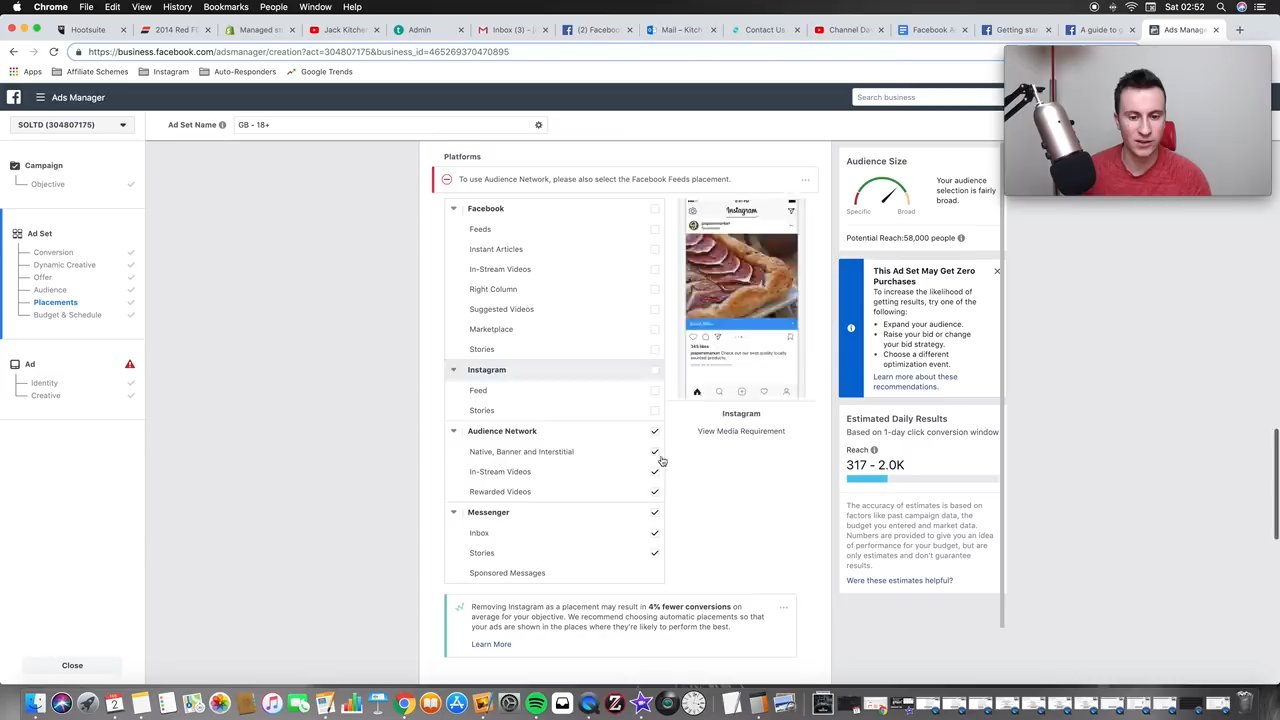 Chrome File Edit View History Bookmarks People Window Help
Sat 02:52
Hootsuite
2014 Red F
Managed s
Jack Kitche
Admin
Inbox (3) - j
(2) Facebo
Mail – Kitch
Contact Us
Channel Das
Facebook A
Getting star
A guide to g
Ads Manag
https://business.facebook.com/adsmanager/creation?act=304807175&business_id=465269370470895
Apps
Affiliate Schemes
Instagram
Auto-Responders
Google Trends
Ads Manager
Search business
SOLTD (304807175)
Ad Set Name
GB - 18+
Campaign
Objective
Ad Set
Conversion
Dynamic Creative
Offer
Audience
Placements
Budget & Schedule
Ad
Identity
Creative
Close
Platforms
To use Audience Network, please also select the Facebook Feeds placement.
Facebook
Feeds
Instant Articles
In-Stream Videos
Right Column
Suggested Videos
Marketplace
Stories
Instagram
Feed
Stories
Audience Network
Native, Banner and Interstitial
In-Stream Videos
Rewarded Videos
Messenger
Inbox
Stories
Sponsored Messages
Instagram
Instagram
View Media Requirement
Removing Instagram as a placement may result in 4% fewer conversions on
average for your objective. We recommend choosing automatic placements so that
your ads are shown in the places where they're likely to perform the best.
Learn More
Audience Size
Your audience
selection is fairly
broad.
Specific
Broad
Potential Reach:58,000 people
This Ad Set May Get Zero
Purchases
To increase the likelihood of
getting results, try one of the
following:
• Expand your audience.
• Raise your bid or change
your bid strategy.
• Choose a different
optimization event.
Learn more about these
recommendations.
Estimated Daily Results
Based on 1-day click conversion window
Reach
317 - 2.0K
The accuracy of estimates is based on
factors like past campaign data, the
budget you entered and market data.
Numbers are provided to give you an idea
of performance for your budget, but are
only estimates and don't guarantee
results.
Were these estimates helpful?